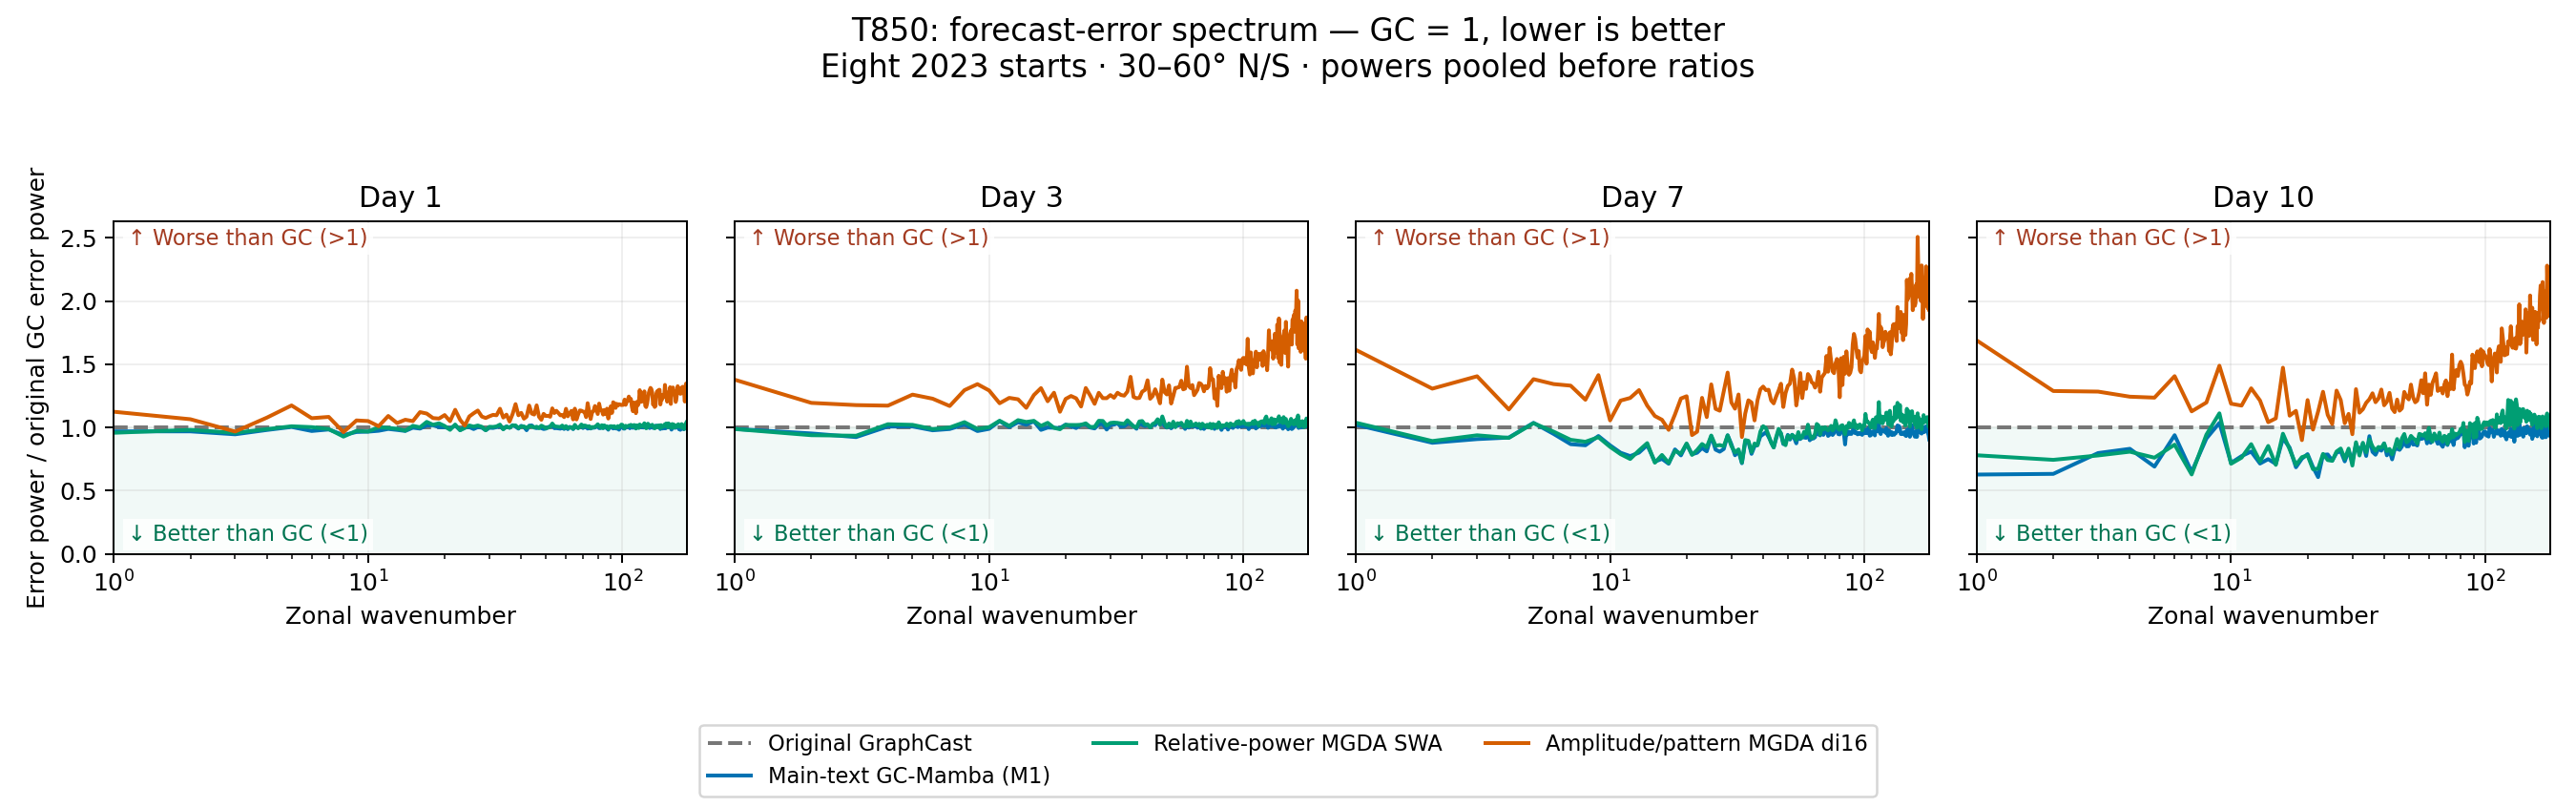 T850: forecast-error spectrum — GC = 1, lower is better
Eight 2023 starts · 30–60° N/S · powers pooled before ratios
Error power / original GC error power
Day 1
↑ Worse than GC (>1)
↓ Better than GC (<1)
2.5
2.0
1.5
1.0
0.5
0.0
10⁰ 10¹ 10²
Zonal wavenumber
Day 3
↑ Worse than GC (>1)
↓ Better than GC (<1)
10⁰ 10¹ 10²
Zonal wavenumber
Day 7
↑ Worse than GC (>1)
↓ Better than GC (<1)
10⁰ 10¹ 10²
Zonal wavenumber
Day 10
↑ Worse than GC (>1)
↓ Better than GC (<1)
10⁰ 10¹ 10²
Zonal wavenumber
Original GraphCast
Main-text GC-Mamba (M1)
Relative-power MGDA SWA
Amplitude/pattern MGDA di16